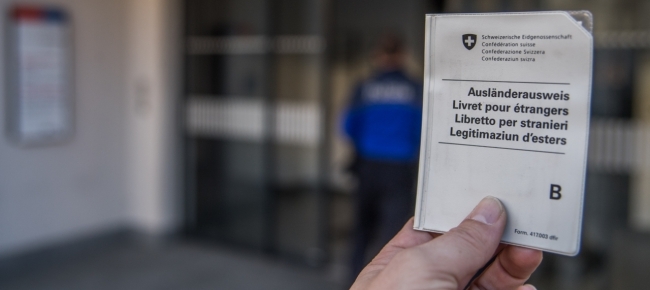 Schweizerische Eidgenossenschaft
Confédération suisse
Confederazione Svizzera
Confederaziun svizra
Ausländerausweis
Livret pour étrangers
Libretto per stranieri
Legitimaziun d'esters
B